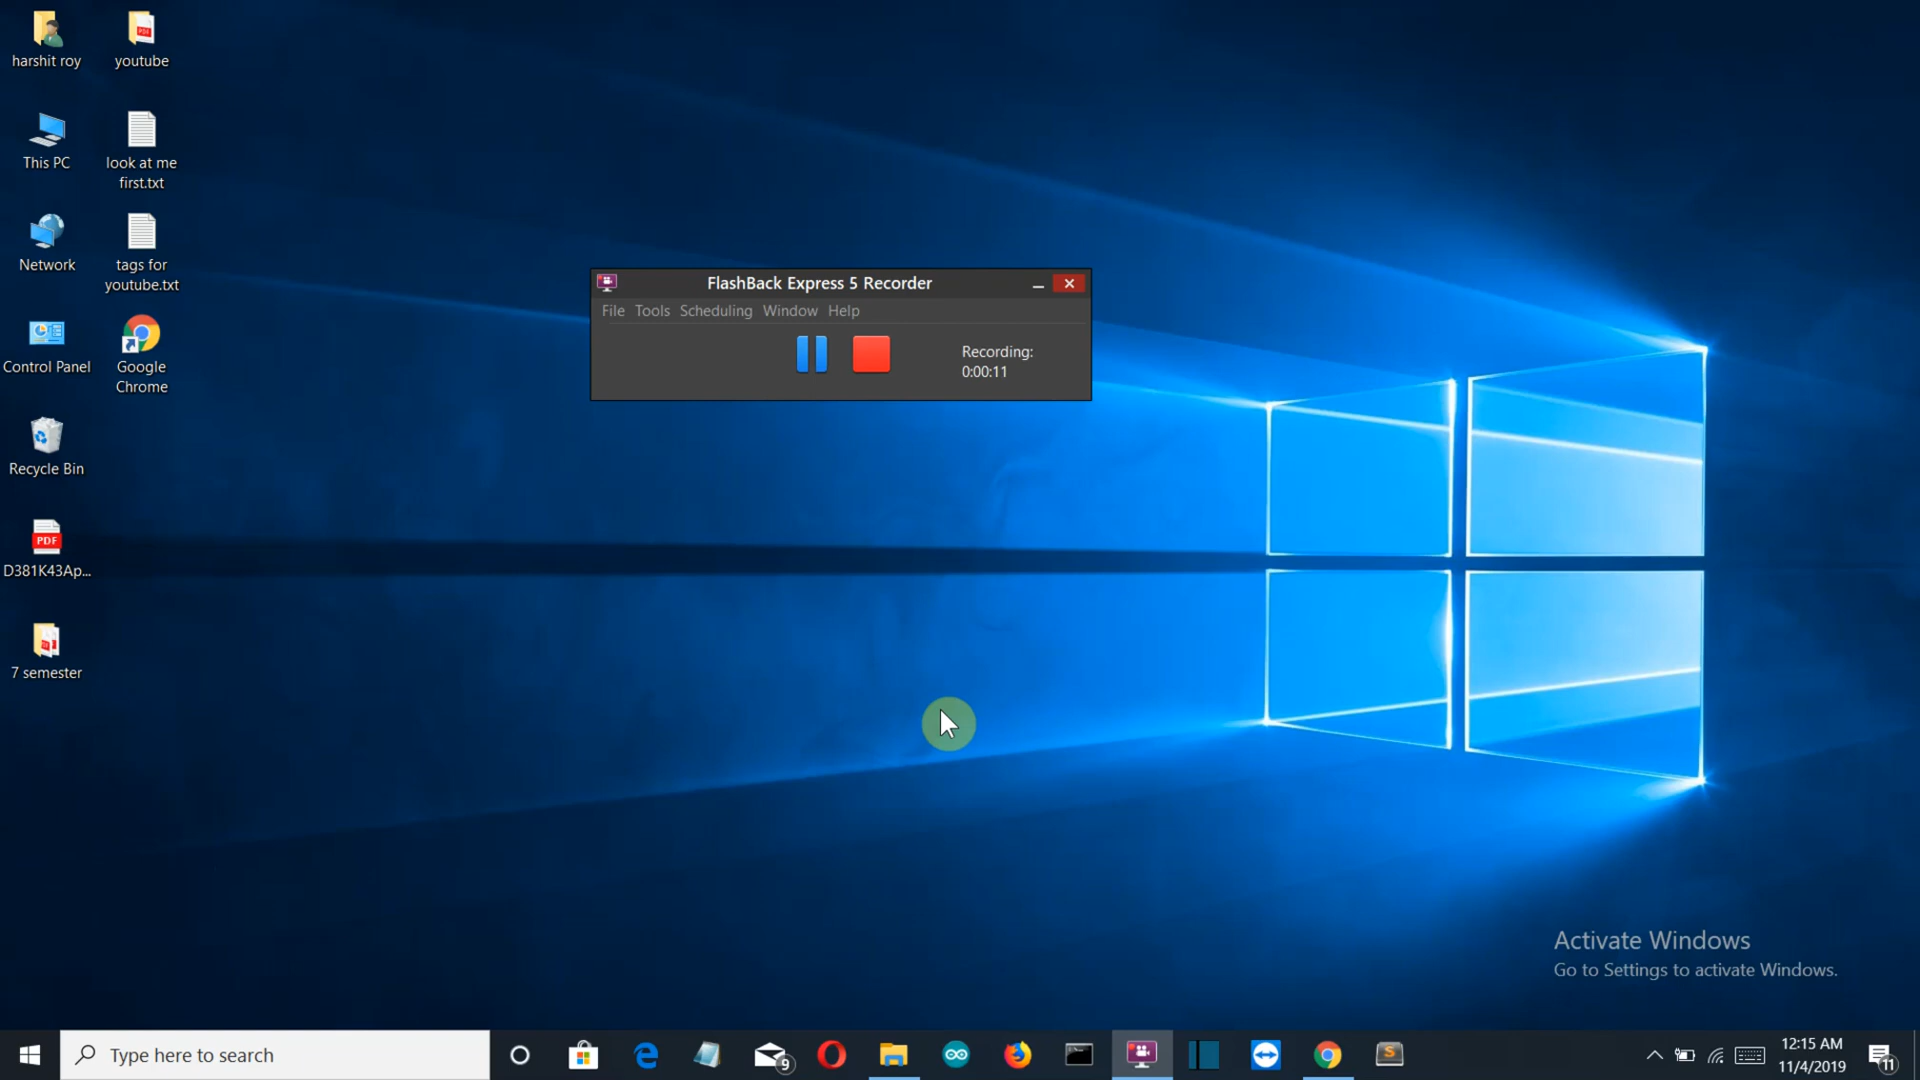 harshit roy
youtube
This PC
look at me
first.txt
Network
tags for
youtube.txt
Control Panel
Google
Chrome
Recycle Bin
PDF
D381K43Ap...
7 semester
FlashBack Express 5 Recorder
File Tools Scheduling Window Help
Recording:
0:00:11
Activate Windows
Go to Settings to activate Windows.
Type here to search
9
S
12:15 AM
11/4/2019
11